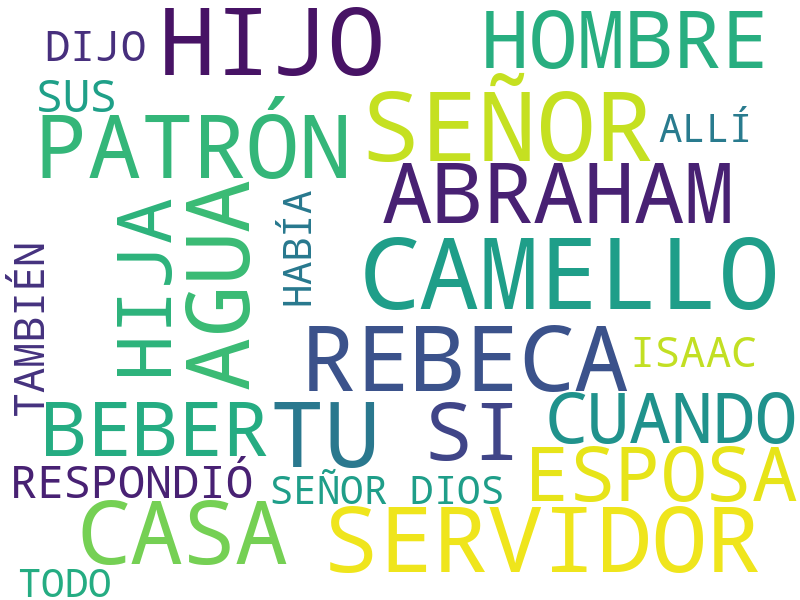 DIJO
HIJO
HOMBRE
SUS
PATRÓN
SEÑOR
ALLÍ
ABRAHAM
HIJA
AGUA
HABÍA
CAMELLO
TAMBIÉN
REBECA
ISAAC
BEBER
TU
SI
CUANDO
RESPONDIÓ
SEÑOR DIOS
ESPOSA
CASA
SERVIDOR
TODO